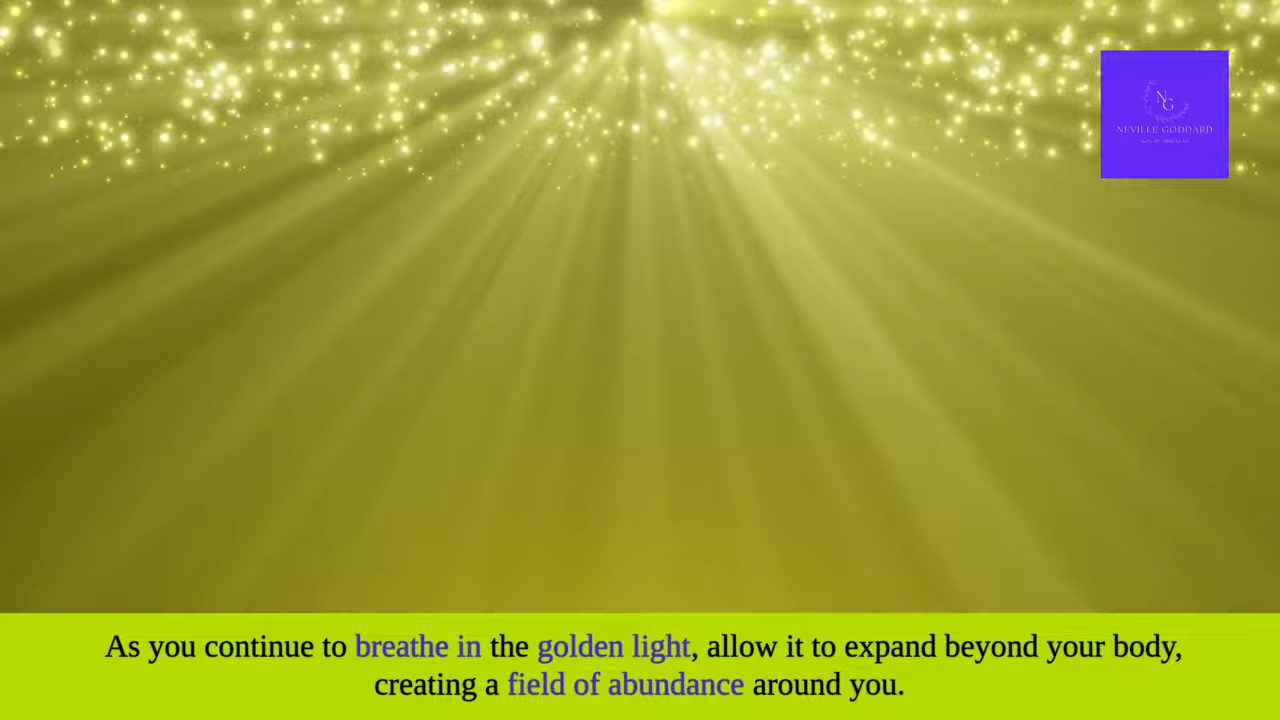 NG
NEVILLE GODDARD
As you continue to breathe in the golden light, allow it to expand beyond your body,
creating a field of abundance around you.